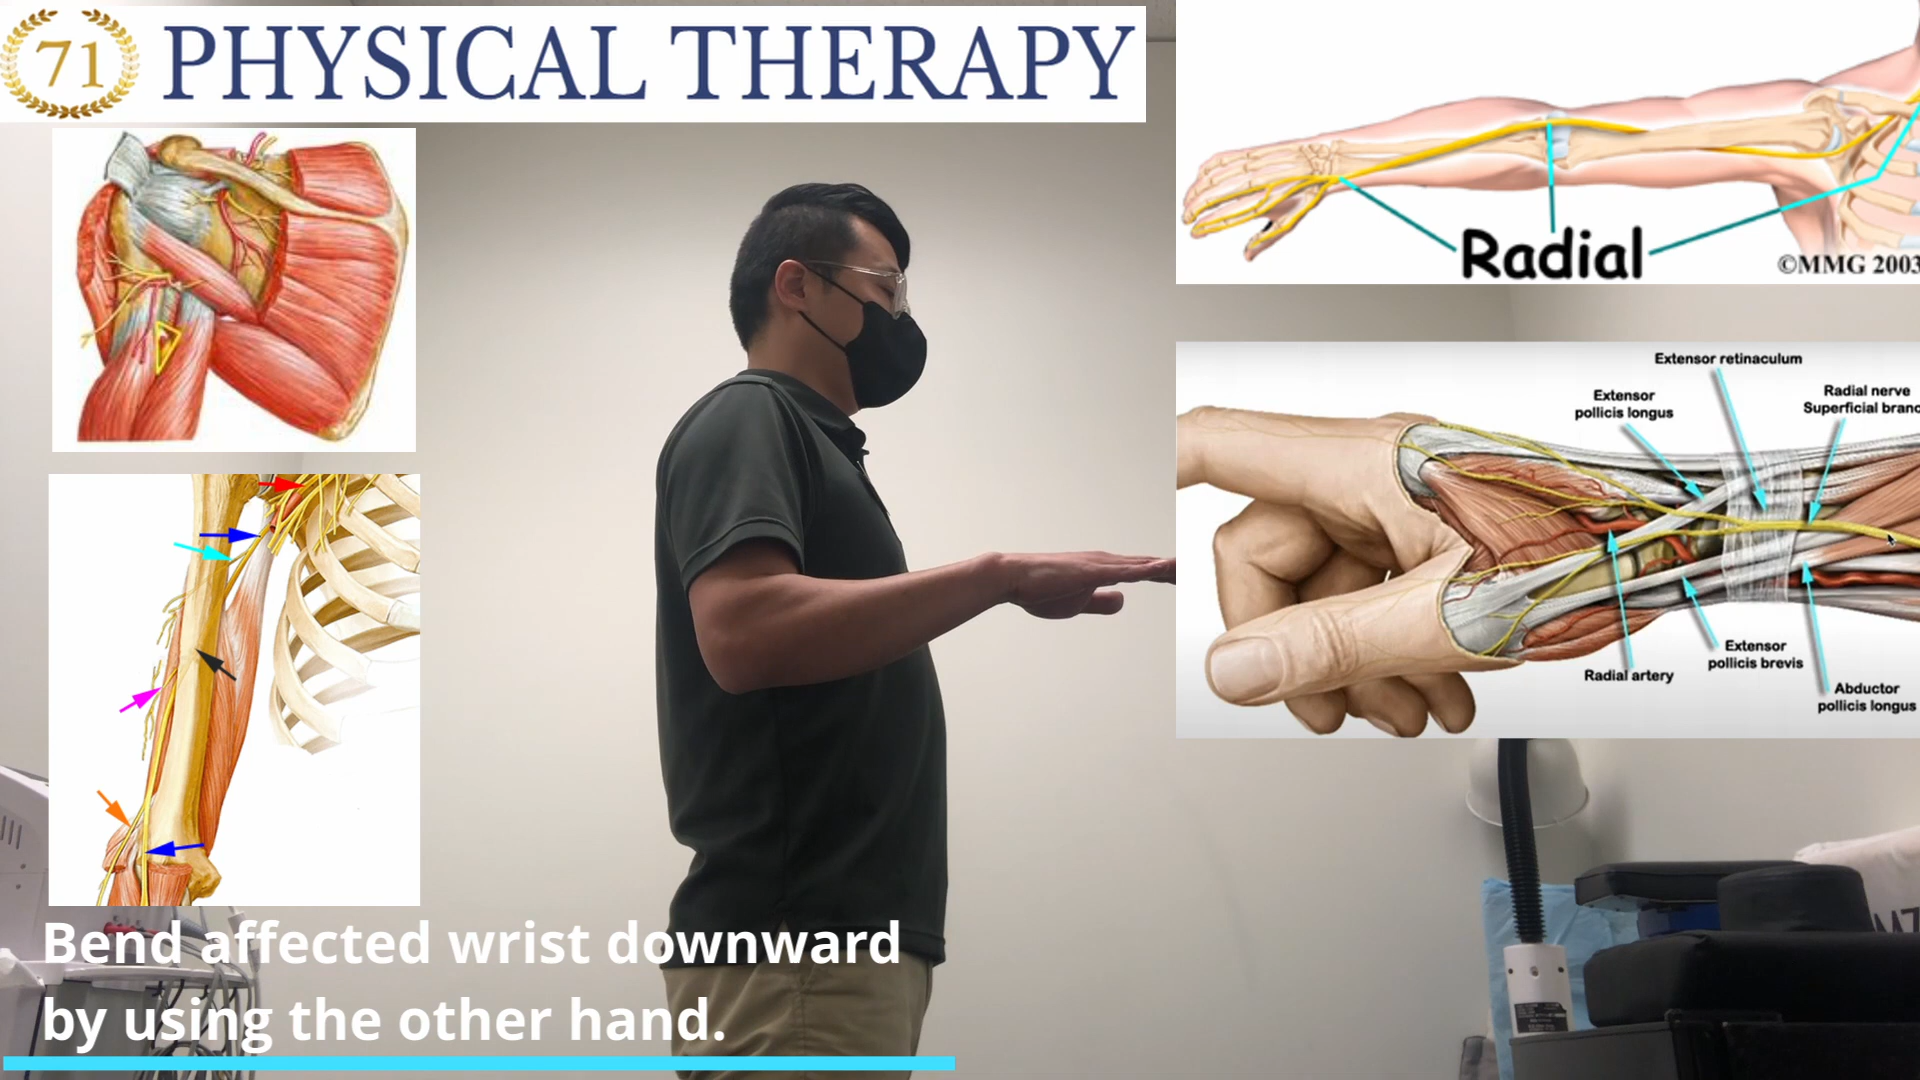 71 PHYSICAL THERAPY
Radial
©MMG 2003
Extensor retinaculum
Extensor
pollicis longus
Radial nerve
Superficial branc
Extensor
pollicis brevis
Radial artery
Abductor
pollicis longus
Bend affected wrist downward
by using the other hand.